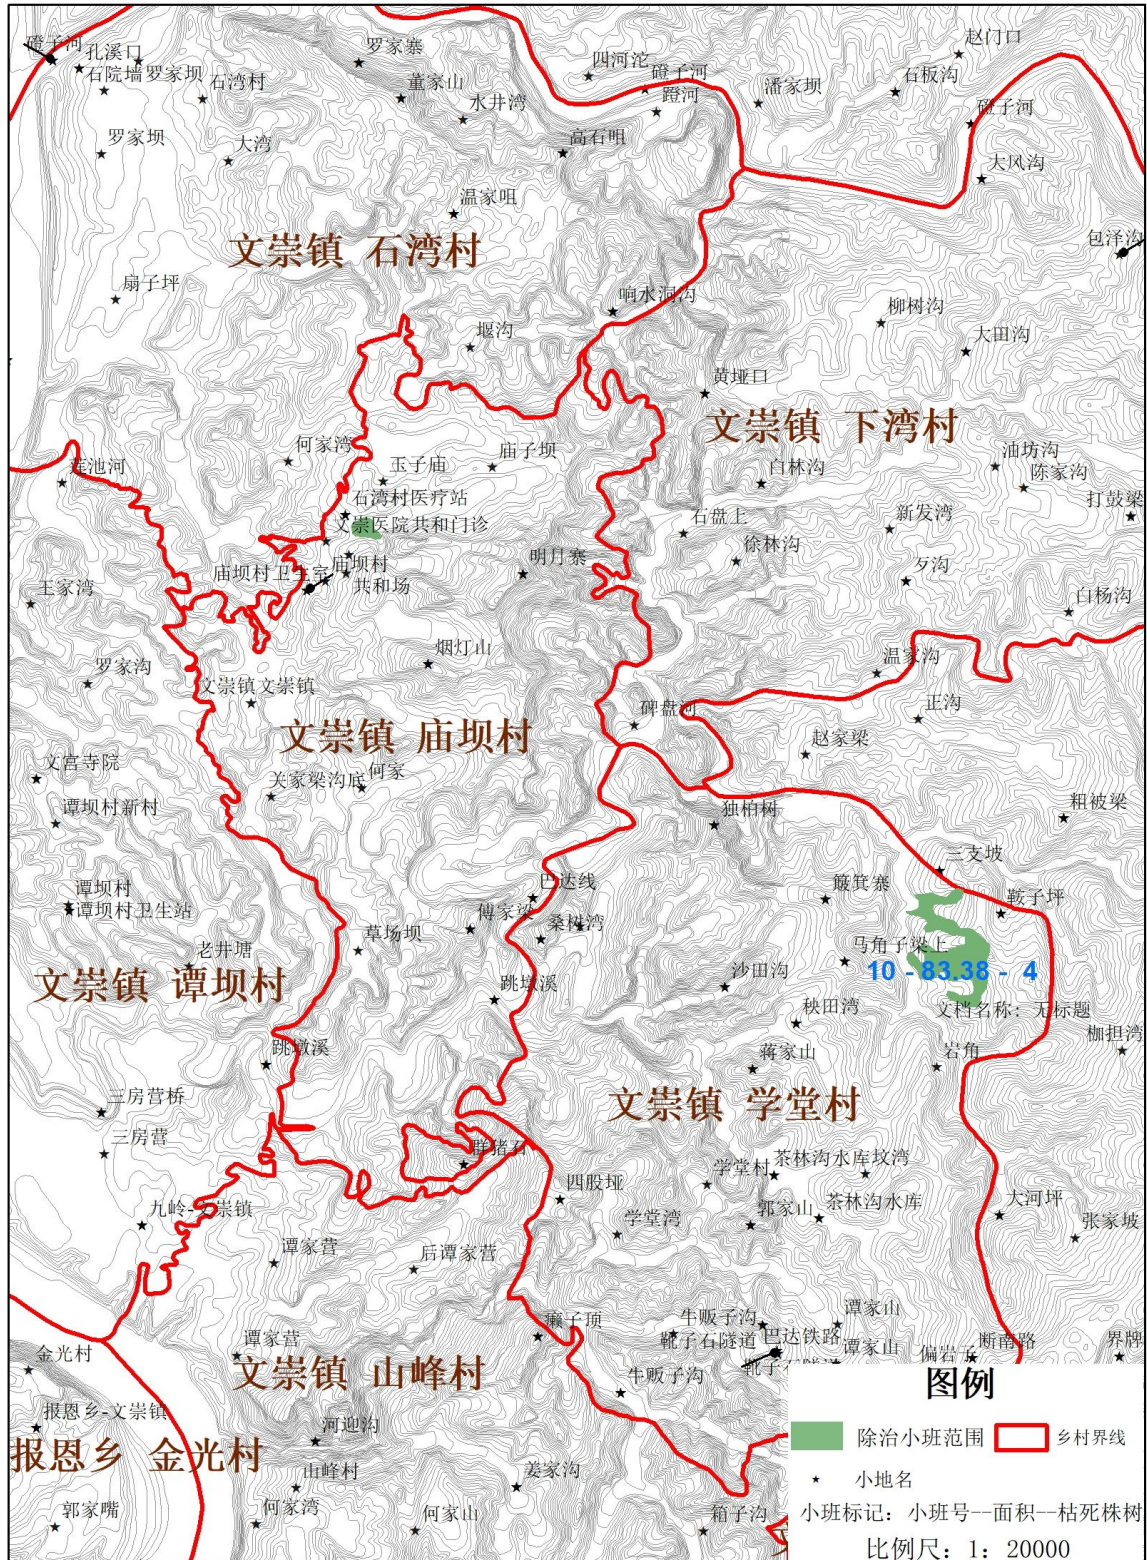 磴子河
孔溪口
石院墙
罗家坝
石湾村
罗家寨
董家山
水井湾
四河沱
磴子河
蹬河
潘家坝
赵门口
石板沟
磴子河
罗家坝
大湾
高石咀
大风沟
温家咀
包泽沟
文崇镇 石湾村
扇子坪
响水洞沟
柳树沟
堰沟
大田沟
黄垭口
文崇镇 下湾村
何家湾
庙子坝
莲池河
玉子庙
白林沟
油坊沟
陈家沟
石湾村医疗站
打鼓梁
文崇医院共和门诊
石盘上
新发湾
徐林沟
明月寨
庙坝村
庙坝村卫生室
共和场
歹沟
王家湾
白杨沟
烟灯山
罗家沟
温家沟
文崇镇文崇镇
碑盘河
正沟
文崇镇 庙坝村
赵家梁
文宫寺院
关家梁沟底
何家
谭坝村新村
独柏树
粗被梁
三支坡
谭坝村
谭坝村卫生站
巴达线
簸箕寨
鞍子坪
傅家梁
桑树湾
草场坝
老井塘
马角子梁上
10 - 83.38 - 4
文崇镇 谭坝村
沙田沟
跳墩溪
秧田湾
文档名称：无标题
枷担湾
跳墩溪
蒋家山
岩角
三房营桥
文崇镇 学堂村
三房营
群猪石
学堂村
茶林沟水库坟湾
四股垭
九岭-文崇镇
学堂湾
郭家山
茶林沟水库
大河坪
张家坡
谭家营
后谭家营
癞子顶
牛贩子沟
谭家山
靴子石隧道
巴达铁路
谭家山
靴子石隧道
偏岩子
断南路
界牌
谭家营
金光村
文崇镇 山峰村
牛贩子沟
报恩乡-文崇镇
河迎沟
报恩乡 金光村
山峰村
姜家沟
郭家嘴
何家湾
何家山
箱子沟
图例
除治小班范围
乡村界线
小地名
小班标记：小班号--面积--枯死株树
比例尺：1：20000